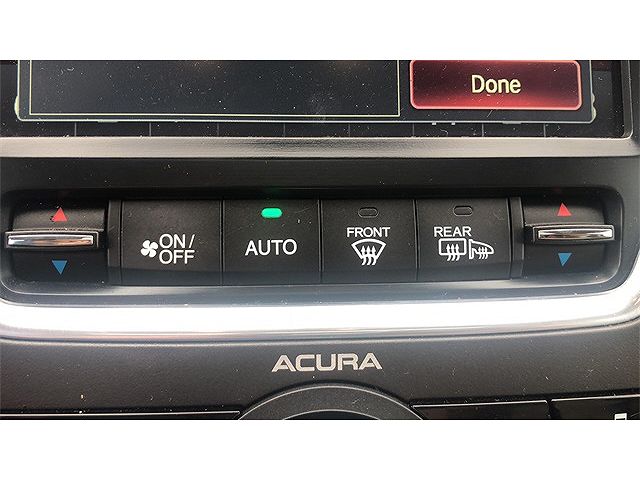 Done
ON/
OFF
AUTO
FRONT
REAR
ACURA